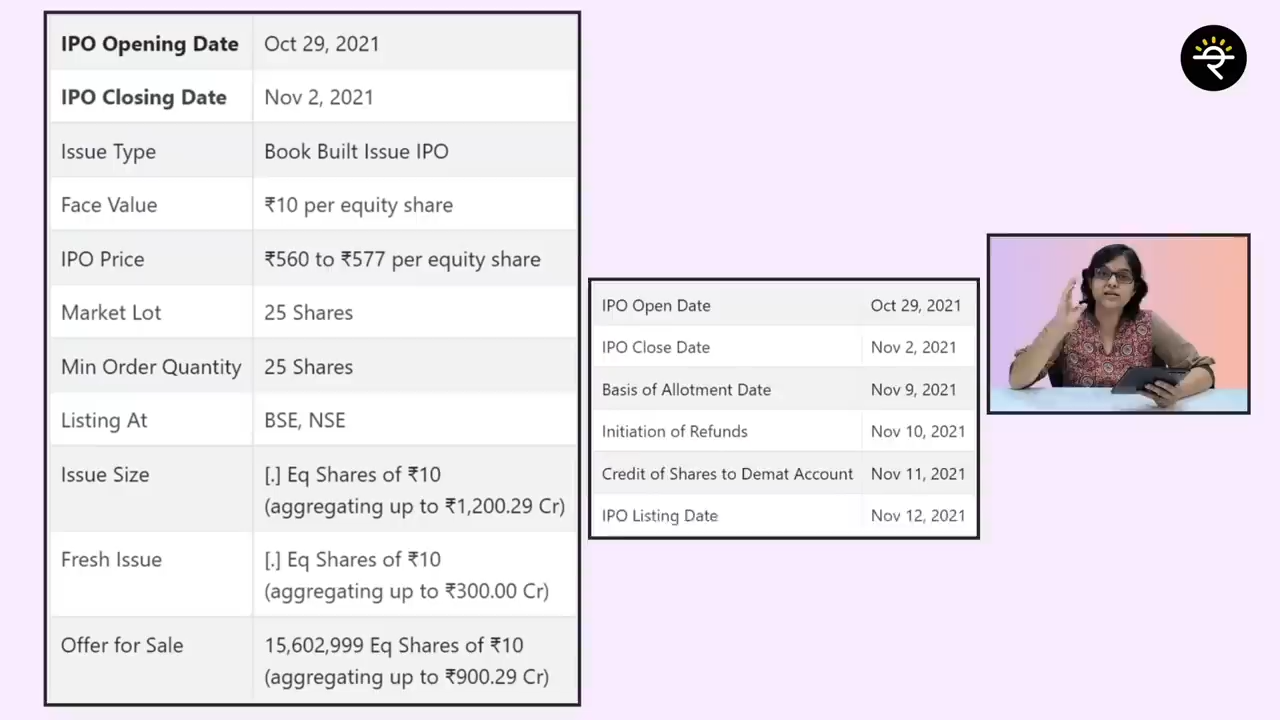 IPO Opening Date Oct 29, 2021
IPO Closing Date Nov 2, 2021
Issue Type Book Built Issue IPO
Face Value ₹10 per equity share
IPO Price ₹560 to ₹577 per equity share
Market Lot 25 Shares
Min Order Quantity 25 Shares
Listing At BSE, NSE
Issue Size [.] Eq Shares of ₹10
(aggregating up to ₹1,200.29 Cr)
Fresh Issue [.] Eq Shares of ₹10
(aggregating up to ₹300.00 Cr)
Offer for Sale 15,602,999 Eq Shares of ₹10
(aggregating up to ₹900.29 Cr)
IPO Open Date Oct 29, 2021
IPO Close Date Nov 2, 2021
Basis of Allotment Date Nov 9, 2021
Initiation of Refunds Nov 10, 2021
Credit of Shares to Demat Account Nov 11, 2021
IPO Listing Date Nov 12, 2021